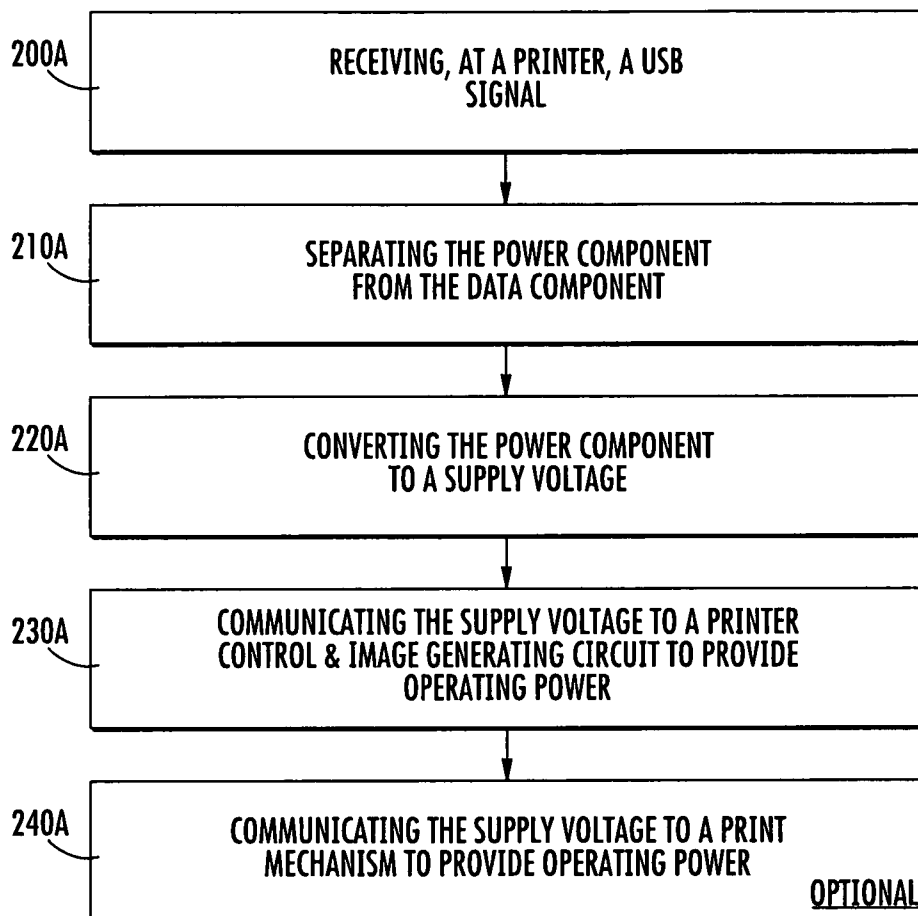 200A
RECEIVING, AT A PRINTER, A USB
SIGNAL
210A
SEPARATING THE POWER COMPONENT
FROM THE DATA COMPONENT
220A
CONVERTING THE POWER COMPONENT
TO A SUPPLY VOLTAGE
230A
COMMUNICATING THE SUPPLY VOLTAGE TO A PRINTER
CONTROL & IMAGE GENERATING CIRCUIT TO PROVIDE
OPERATING POWER
240A
COMMUNICATING THE SUPPLY VOLTAGE TO A PRINT
MECHANISM TO PROVIDE OPERATING POWER
OPTIONAL